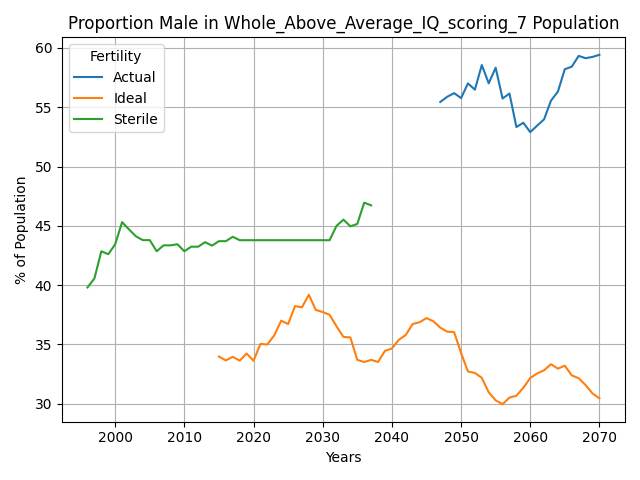 Proportion Male in Whole_Above_Average_IQ_scoring_7 Population
Fertility
Actual
Ideal
Sterile
% of Population
60
55
50
45
40
35
30
2000
2010
2020
2030
2040
2050
2060
2070
Years